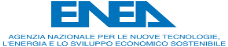 ENEA
AGENZIA NAZIONALE PER LE NUOVE TECNOLOGIE,
L'ENERGIA E LO SVILUPPO ECONOMICO SOSTENIBILE